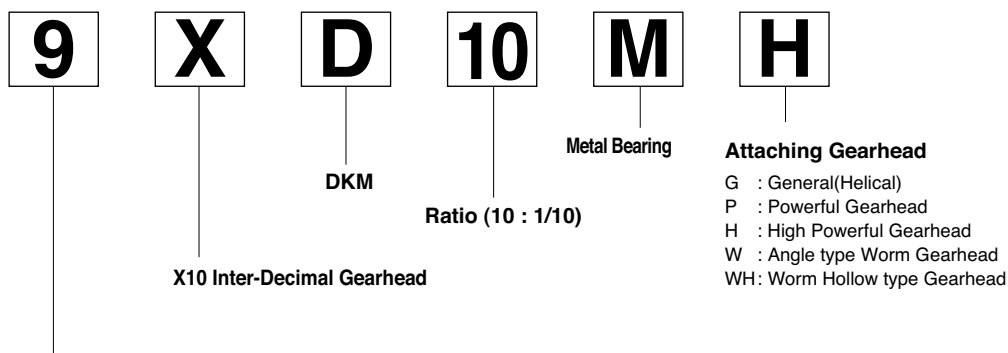 9 X D 10 M H
Metal Bearing
Attaching Gearhead
DKM
G : General(Helical)
P : Powerful Gearhead
Ratio (10 : 1/10)
H : High Powerful Gearhead
W : Angle type Worm Gearhead
X10 Inter-Decimal Gearhead
WH : Worm Hollow type Gearhead